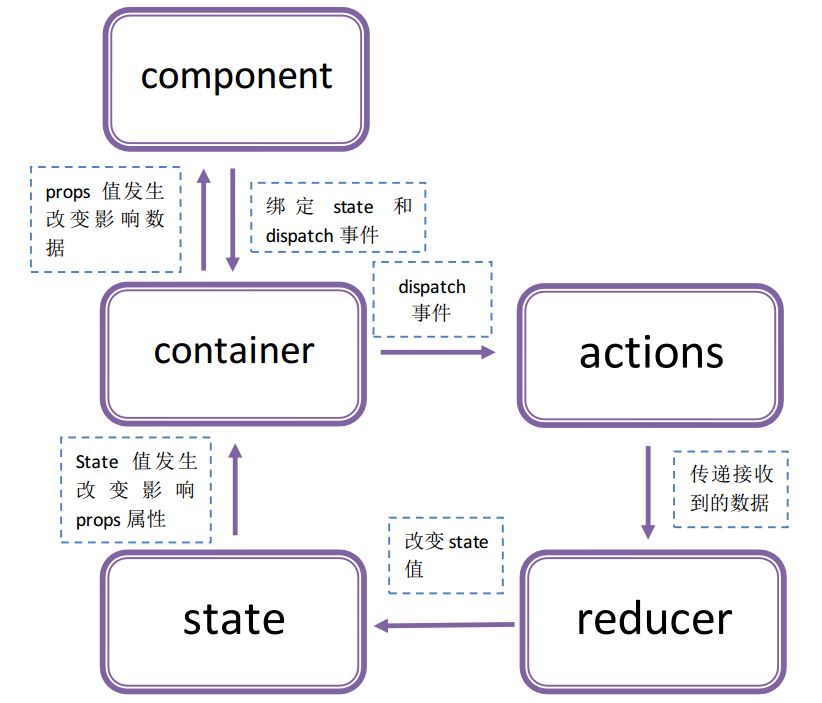 component
props 值发生
改变影响数
据
绑定 state 和
dispatch 事件
dispatch
事件
container
actions
State 值发生
改变影响
props 属性
传递接收
到的数据
改变 state
值
state
reducer